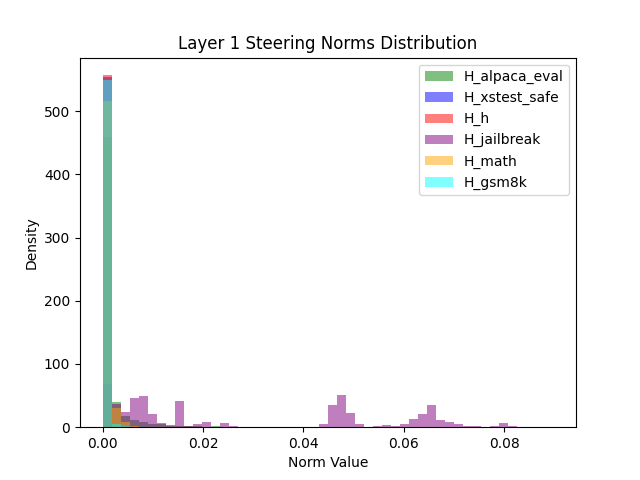 Layer 1 Steering Norms Distribution
H_alpaca_eval
H_xstest_safe
H_h
H_jailbreak
H_math
H_gsm8k
Density
500
400
300
200
100
0
0.00
0.02
0.04
0.06
0.08
Norm Value